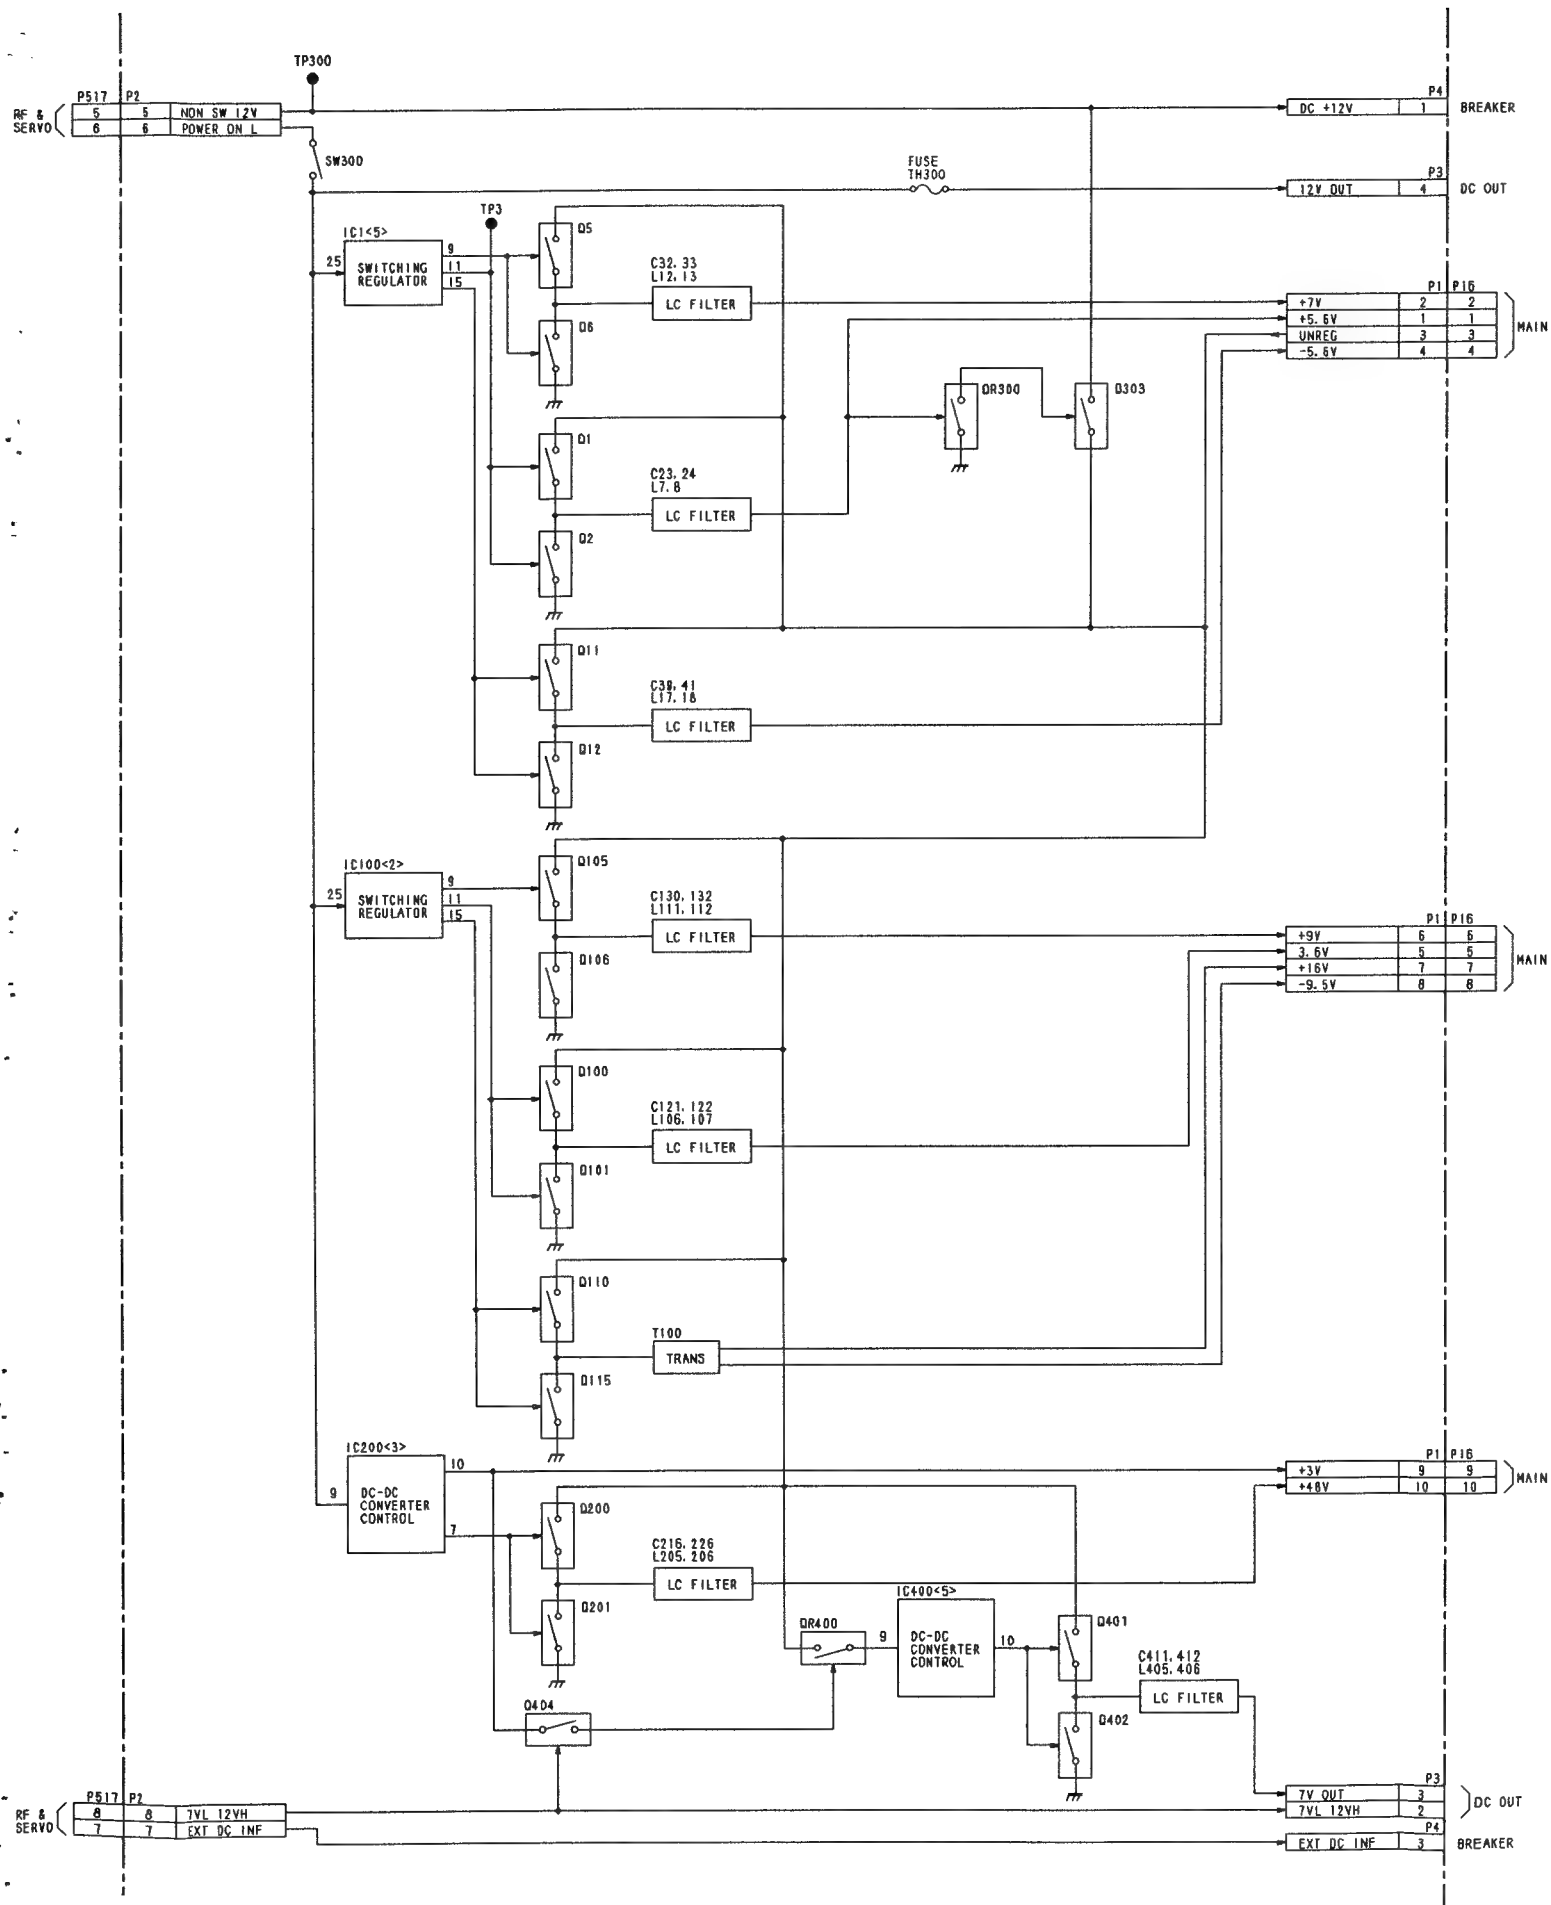 TP300
P517 P2
RF &
SERVO
5 5 NON SW 12V
6 6 POWER ON L
P4
DC +12V 1 BREAKER
SW300
FUSE
TH300
P3
12V OUT 4 DC OUT
TP3
IC1<5>
25 SWITCHING
REGULATOR
9
11
15
Q5
C32, 33
L12, 13
LC FILTER
Q6
P1 P16
+7V 2 2
+5.6V 1 1
UNREG 3 3
-5.6V 4 4
MAIN
QR300
Q303
Q1
C23, 24
L7, 8
LC FILTER
Q2
Q11
C39, 41
L17, 18
LC FILTER
Q12
IC100<2>
25 SWITCHING
REGULATOR
9
11
15
Q105
C130, 132
L111, 112
LC FILTER
Q106
P1 P16
+9V 6 6
3.6V 5 5
+16V 7 7
-9.5V 8 8
MAIN
Q100
C121, 122
L106, 107
LC FILTER
Q101
Q110
T100
TRANS
Q115
IC200<3>
9 DC-DC
CONVERTER
CONTROL
10
7
P1 P16
+3V 9 9
+48V 10 10
MAIN
Q200
C216, 226
L205, 206
LC FILTER
Q201
QR400
IC400<5>
9 DC-DC
CONVERTER
CONTROL
10
Q401
C411, 412
L405, 406
LC FILTER
Q402
Q404
P517 P2
RF &
SERVO
8 8 7VL 12VH
7 7 EXT DC INF
P3
7V OUT 3
7VL 12VH 2
DC OUT
P4
EXT DC INF 3 BREAKER